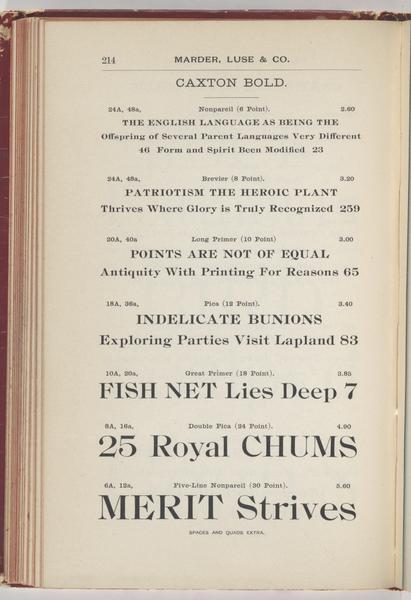 214
MARDER, LUSE & CO.
CAXTON BOLD.
24A, 48a, Nonpareil (6 Point). 2.60
THE ENGLISH LANGUAGE AS BEING THE
Offspring of Several Parent Languages Very Different
46 Form and Spirit Been Modified 23
24A, 48a, Brevier (8 Point). 3.20
PATRIOTISM THE HEROIC PLANT
Thrives Where Glory is Truly Recognized 259
20A, 40a Long Primer (10 Point) 3.00
POINTS ARE NOT OF EQUAL
Antiquity With Printing For Reasons 65
18A, 36a, Pica (12 Point). 3.40
INDELICATE BUNIONS
Exploring Parties Visit Lapland 83
10A, 20a, Great Primer (18 Point). 3.85
FISH NET Lies Deep 7
8A, 16a, Double Pica (24 Point). 4.90
25 Royal CHUMS
6A, 12a, Five-Line Nonpareil (30 Point). 5.60
MERIT Strives
SPACES AND QUADS EXTRA.